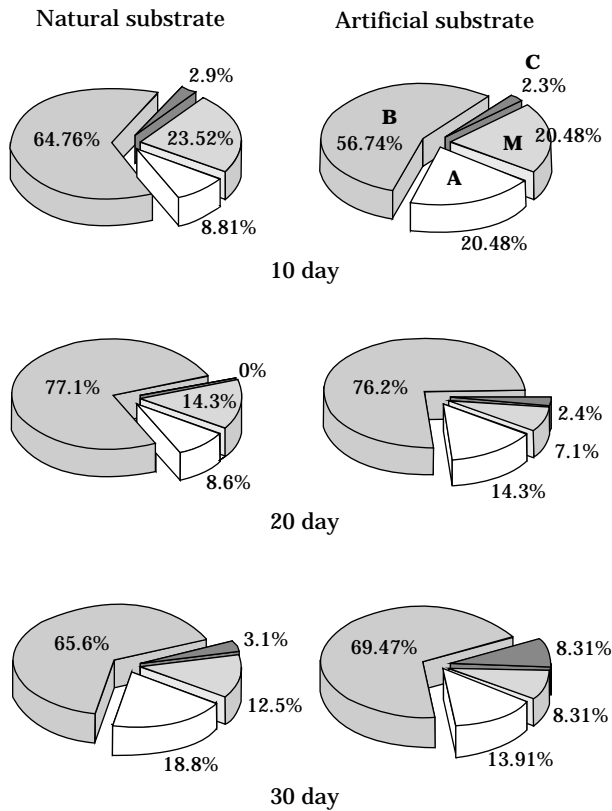 Natural substrate
Artificial substrate
2.9%
64.76%
23.52%
8.81%
C
2.3%
B
56.74%
M
20.48%
A
20.48%
10 day
77.1%
0%
14.3%
8.6%
76.2%
2.4%
7.1%
14.3%
20 day
65.6%
3.1%
12.5%
18.8%
69.47%
8.31%
8.31%
13.91%
30 day